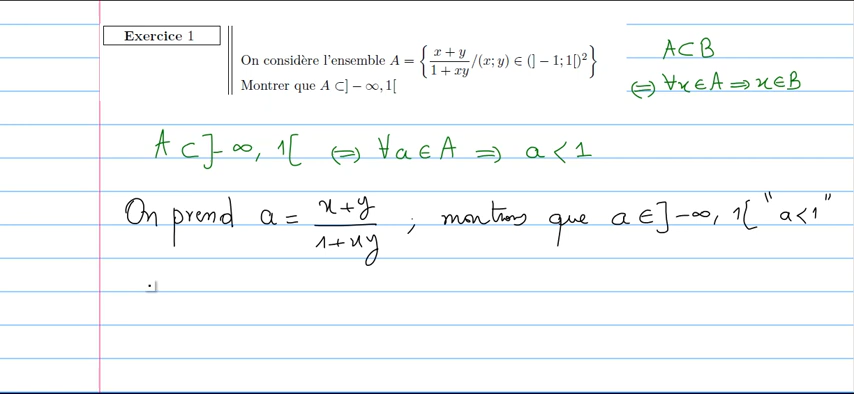 Exercice 1
On considère l'ensemble A = { (x + y)/(1 + xy) /(x; y) ∈ (] − 1; 1[)² }
Montrer que A ⊂] − ∞, 1[
A⊂B
⇔ ∀x∈A ⇒ x∈B
A⊂]-∞, 1[ ⇔ ∀a∈A ⇒ a<1
On prend a = (x+y)/(1+xy) ; montrons que a∈]-∞, 1[ "a<1"